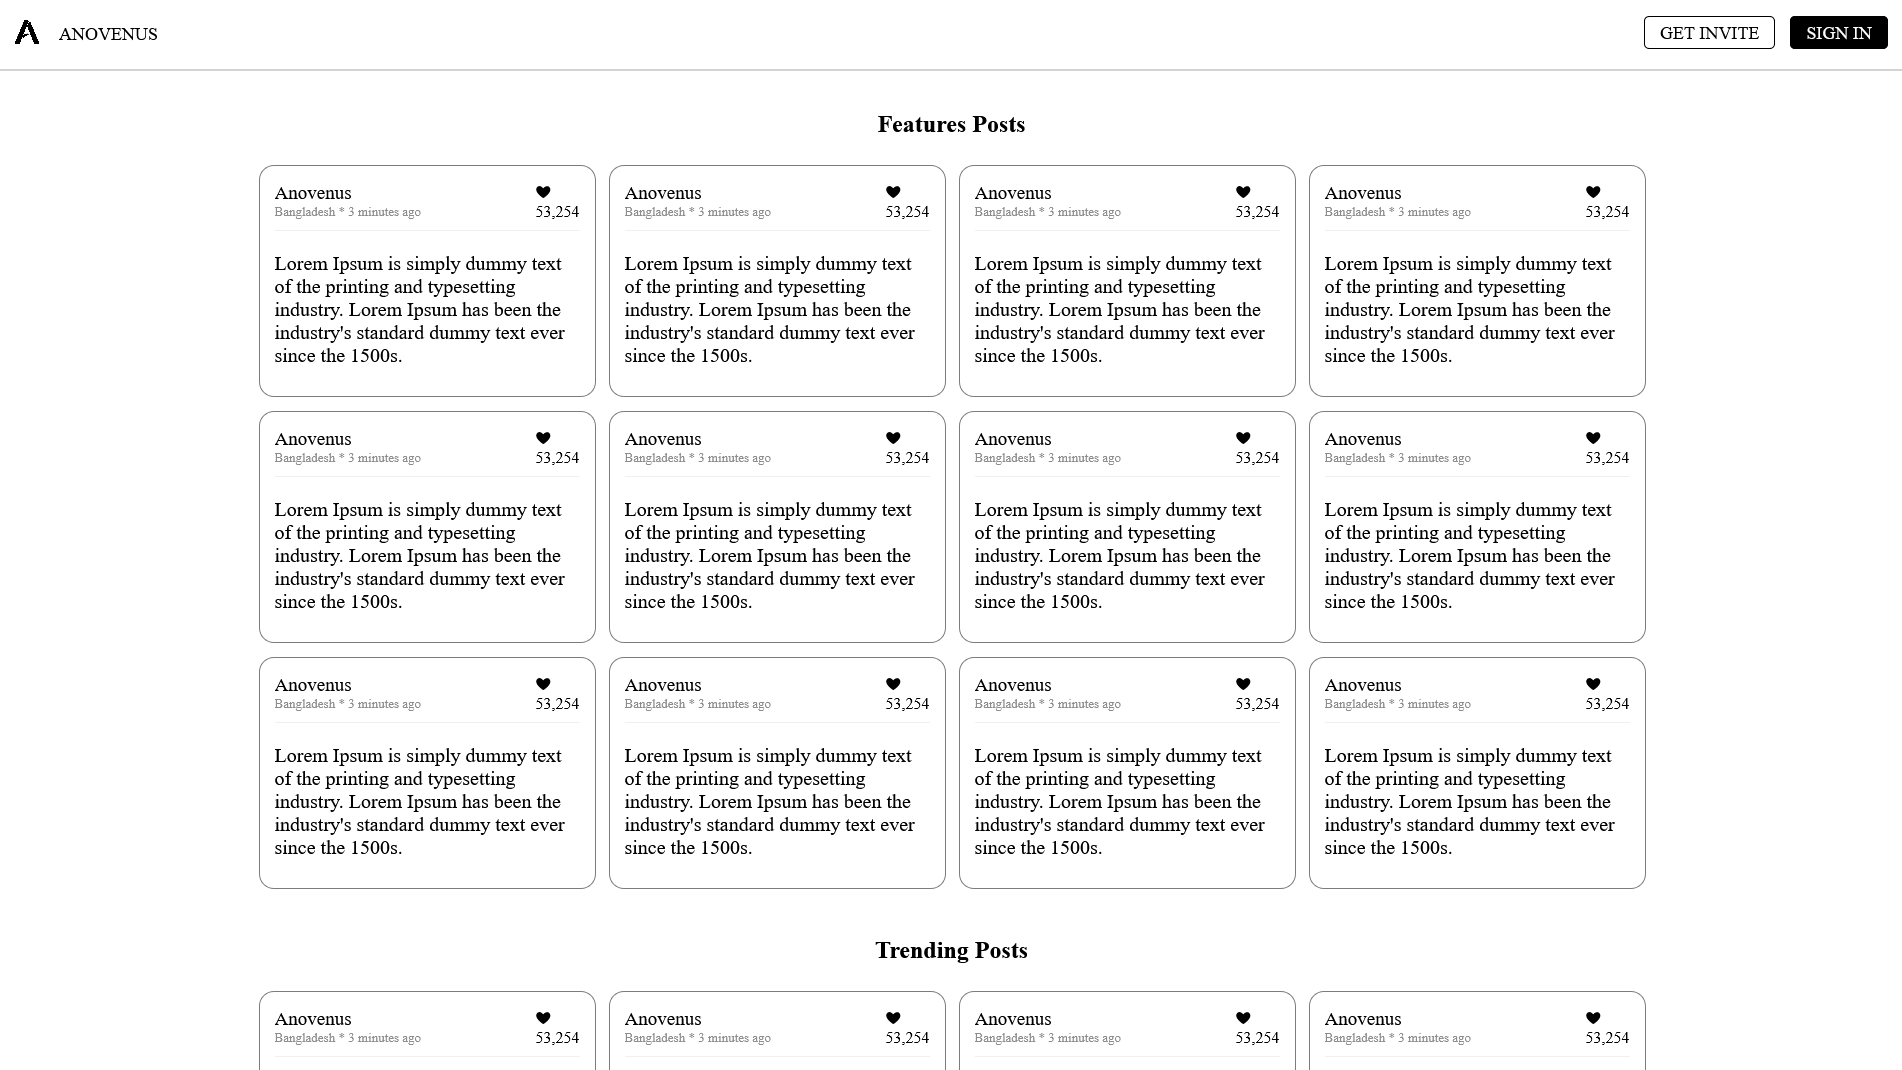 ANOVENUS
GET INVITE
SIGN IN
Features Posts
Anovenus
Bangladesh * 3 minutes ago
53,254
Lorem Ipsum is simply dummy text
of the printing and typesetting
industry. Lorem Ipsum has been the
industry's standard dummy text ever
since the 1500s.
Anovenus
Bangladesh * 3 minutes ago
53,254
Lorem Ipsum is simply dummy text
of the printing and typesetting
industry. Lorem Ipsum has been the
industry's standard dummy text ever
since the 1500s.
Anovenus
Bangladesh * 3 minutes ago
53,254
Lorem Ipsum is simply dummy text
of the printing and typesetting
industry. Lorem Ipsum has been the
industry's standard dummy text ever
since the 1500s.
Anovenus
Bangladesh * 3 minutes ago
53,254
Lorem Ipsum is simply dummy text
of the printing and typesetting
industry. Lorem Ipsum has been the
industry's standard dummy text ever
since the 1500s.
Anovenus
Bangladesh * 3 minutes ago
53,254
Lorem Ipsum is simply dummy text
of the printing and typesetting
industry. Lorem Ipsum has been the
industry's standard dummy text ever
since the 1500s.
Anovenus
Bangladesh * 3 minutes ago
53,254
Lorem Ipsum is simply dummy text
of the printing and typesetting
industry. Lorem Ipsum has been the
industry's standard dummy text ever
since the 1500s.
Anovenus
Bangladesh * 3 minutes ago
53,254
Lorem Ipsum is simply dummy text
of the printing and typesetting
industry. Lorem Ipsum has been the
industry's standard dummy text ever
since the 1500s.
Anovenus
Bangladesh * 3 minutes ago
53,254
Lorem Ipsum is simply dummy text
of the printing and typesetting
industry. Lorem Ipsum has been the
industry's standard dummy text ever
since the 1500s.
Anovenus
Bangladesh * 3 minutes ago
53,254
Lorem Ipsum is simply dummy text
of the printing and typesetting
industry. Lorem Ipsum has been the
industry's standard dummy text ever
since the 1500s.
Anovenus
Bangladesh * 3 minutes ago
53,254
Lorem Ipsum is simply dummy text
of the printing and typesetting
industry. Lorem Ipsum has been the
industry's standard dummy text ever
since the 1500s.
Anovenus
Bangladesh * 3 minutes ago
53,254
Lorem Ipsum is simply dummy text
of the printing and typesetting
industry. Lorem Ipsum has been the
industry's standard dummy text ever
since the 1500s.
Anovenus
Bangladesh * 3 minutes ago
53,254
Lorem Ipsum is simply dummy text
of the printing and typesetting
industry. Lorem Ipsum has been the
industry's standard dummy text ever
since the 1500s.
Trending Posts
Anovenus
Bangladesh * 3 minutes ago
53,254
Anovenus
Bangladesh * 3 minutes ago
53,254
Anovenus
Bangladesh * 3 minutes ago
53,254
Anovenus
Bangladesh * 3 minutes ago
53,254